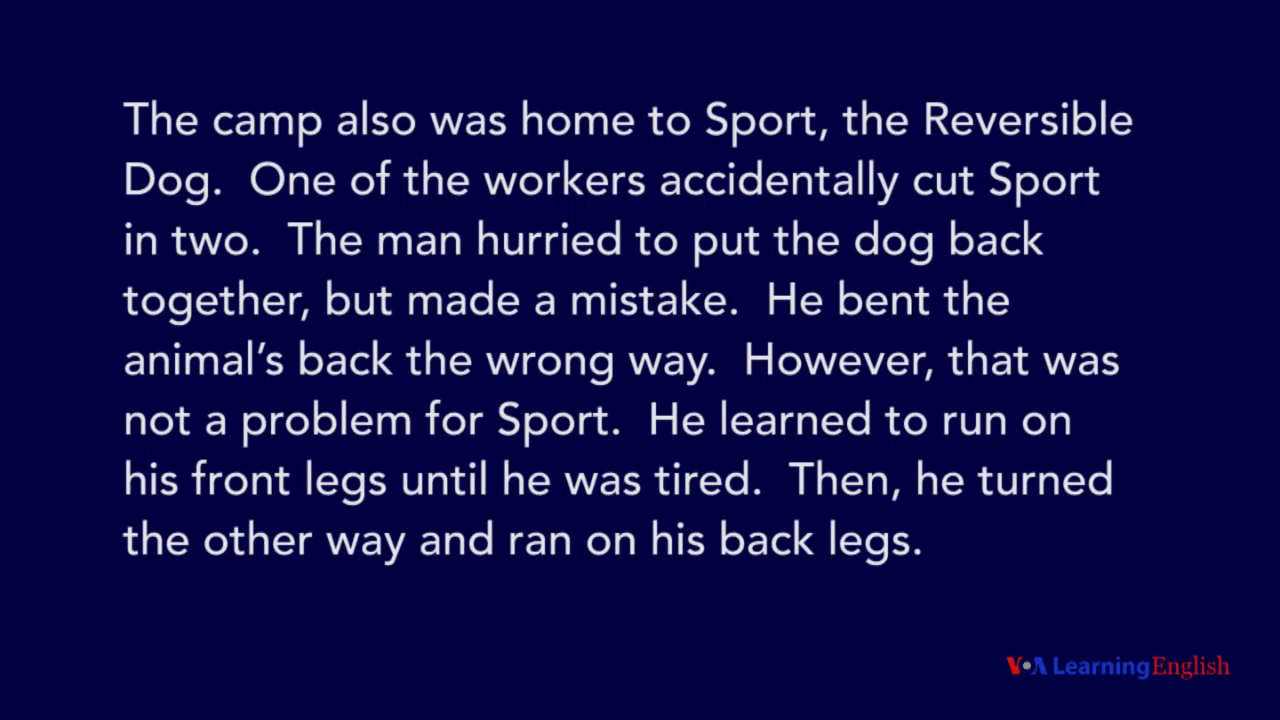 The camp also was home to Sport, the Reversible
Dog.  One of the workers accidentally cut Sport
in two.  The man hurried to put the dog back
together, but made a mistake.  He bent the
animal’s back the wrong way.  However, that was
not a problem for Sport.  He learned to run on
his front legs until he was tired.  Then, he turned
the other way and ran on his back legs.
VOA Learning English